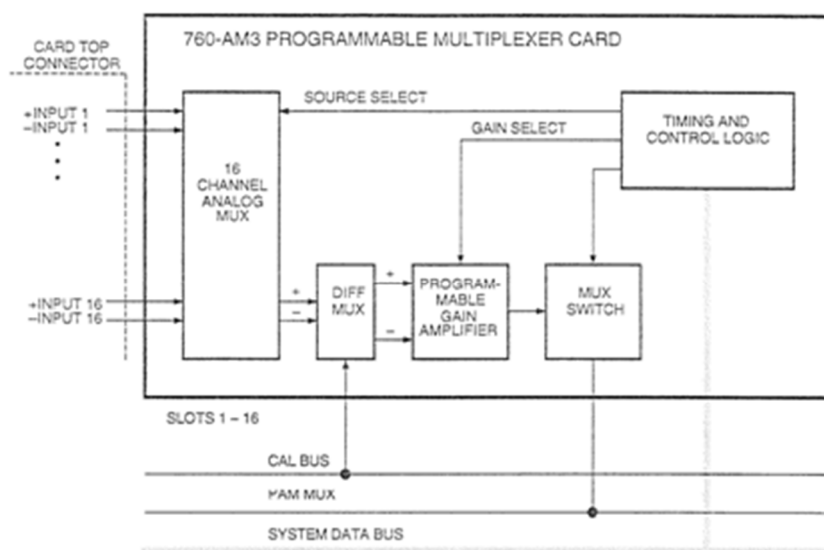 760-AM3 PROGRAMMABLE MULTIPLEXER CARD
CARD TOP
CONNECTOR
+INPUT 1
−INPUT 1
SOURCE SELECT
GAIN SELECT
TIMING AND
CONTROL LOGIC
16
CHANNEL
ANALOG
MUX
+INPUT 16
−INPUT 16
+
−
DIFF
MUX
+
−
PROGRAM-
MABLE
GAIN
AMPLIFIER
MUX
SWITCH
SLOTS 1 – 16
CAL BUS
PAM MUX
SYSTEM DATA BUS